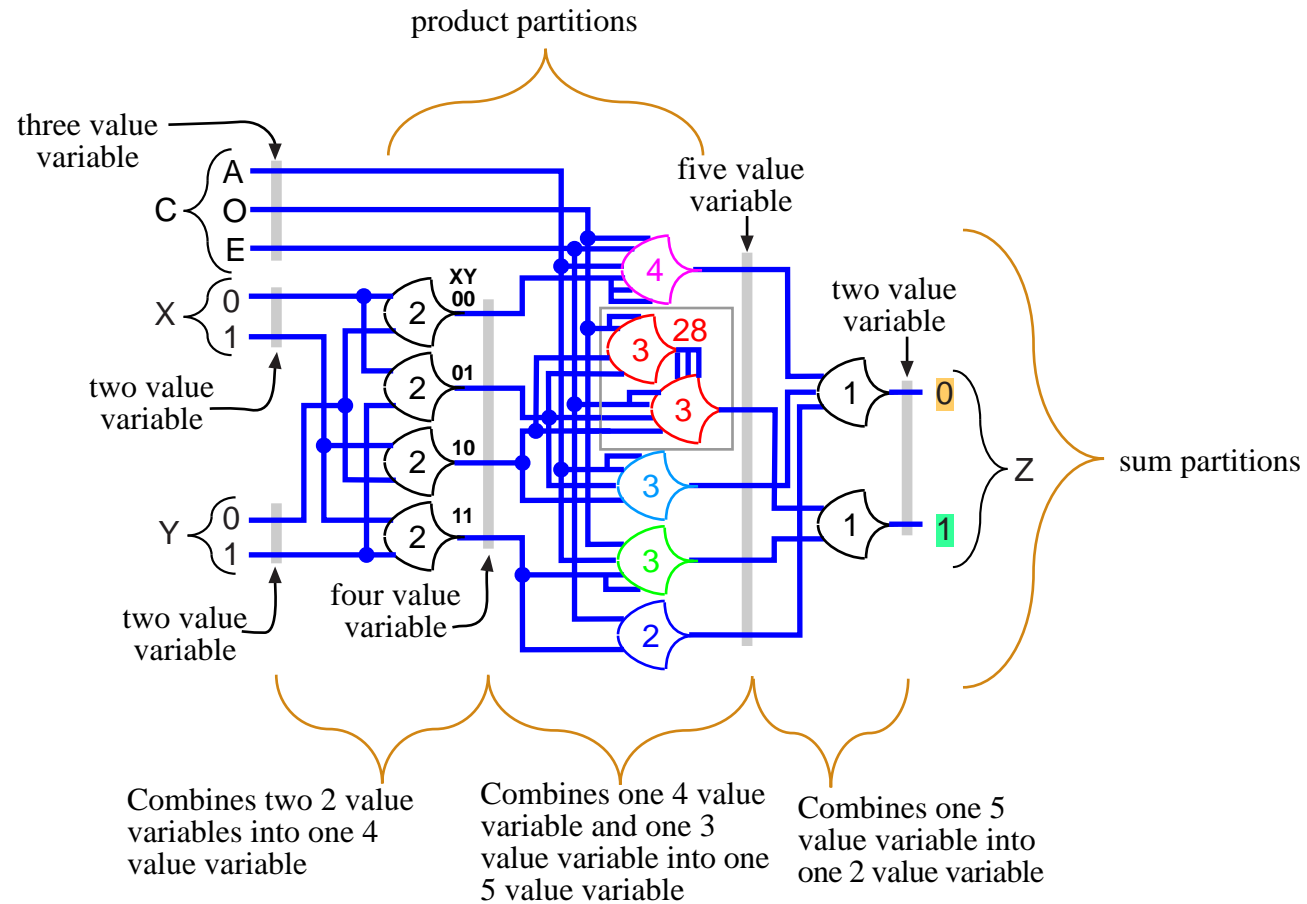 product partitions
three value
variable
five value
variable
A
C
O
E
XY
00
4
two value
variable
X
0
1
2
28
3
01
2
3
1
0
two value
variable
10
2
3
Z
sum partitions
Y
0
1
11
2
3
1
1
four value
variable
two value
variable
2
Combines two 2 value
variables into one 4
value variable
Combines one 4 value
variable and one 3
value variable into one
5 value variable
Combines one 5
value variable into
one 2 value variable